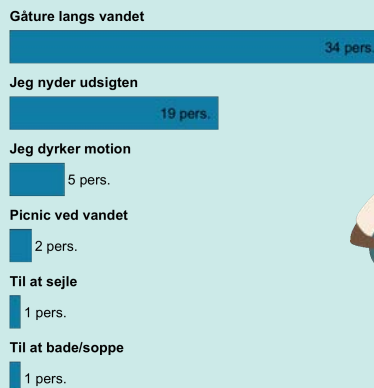 Gåture langs vandet
34 pers.
Jeg nyder udsigten
19 pers.
Jeg dyrker motion
5 pers.
Picnic ved vandet
2 pers.
Til at sejle
1 pers.
Til at bade/soppe
1 pers.